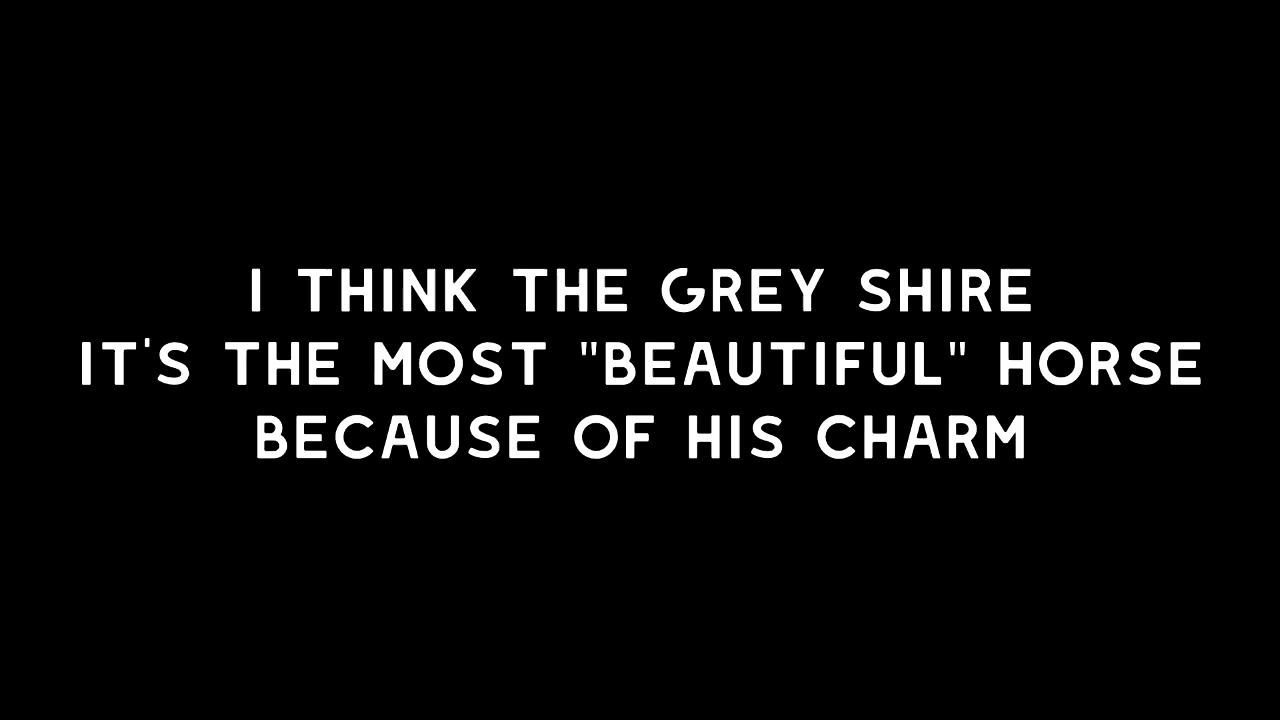 I THINK THE GREY SHIRE
IT'S THE MOST "BEAUTIFUL" HORSE
BECAUSE OF HIS CHARM